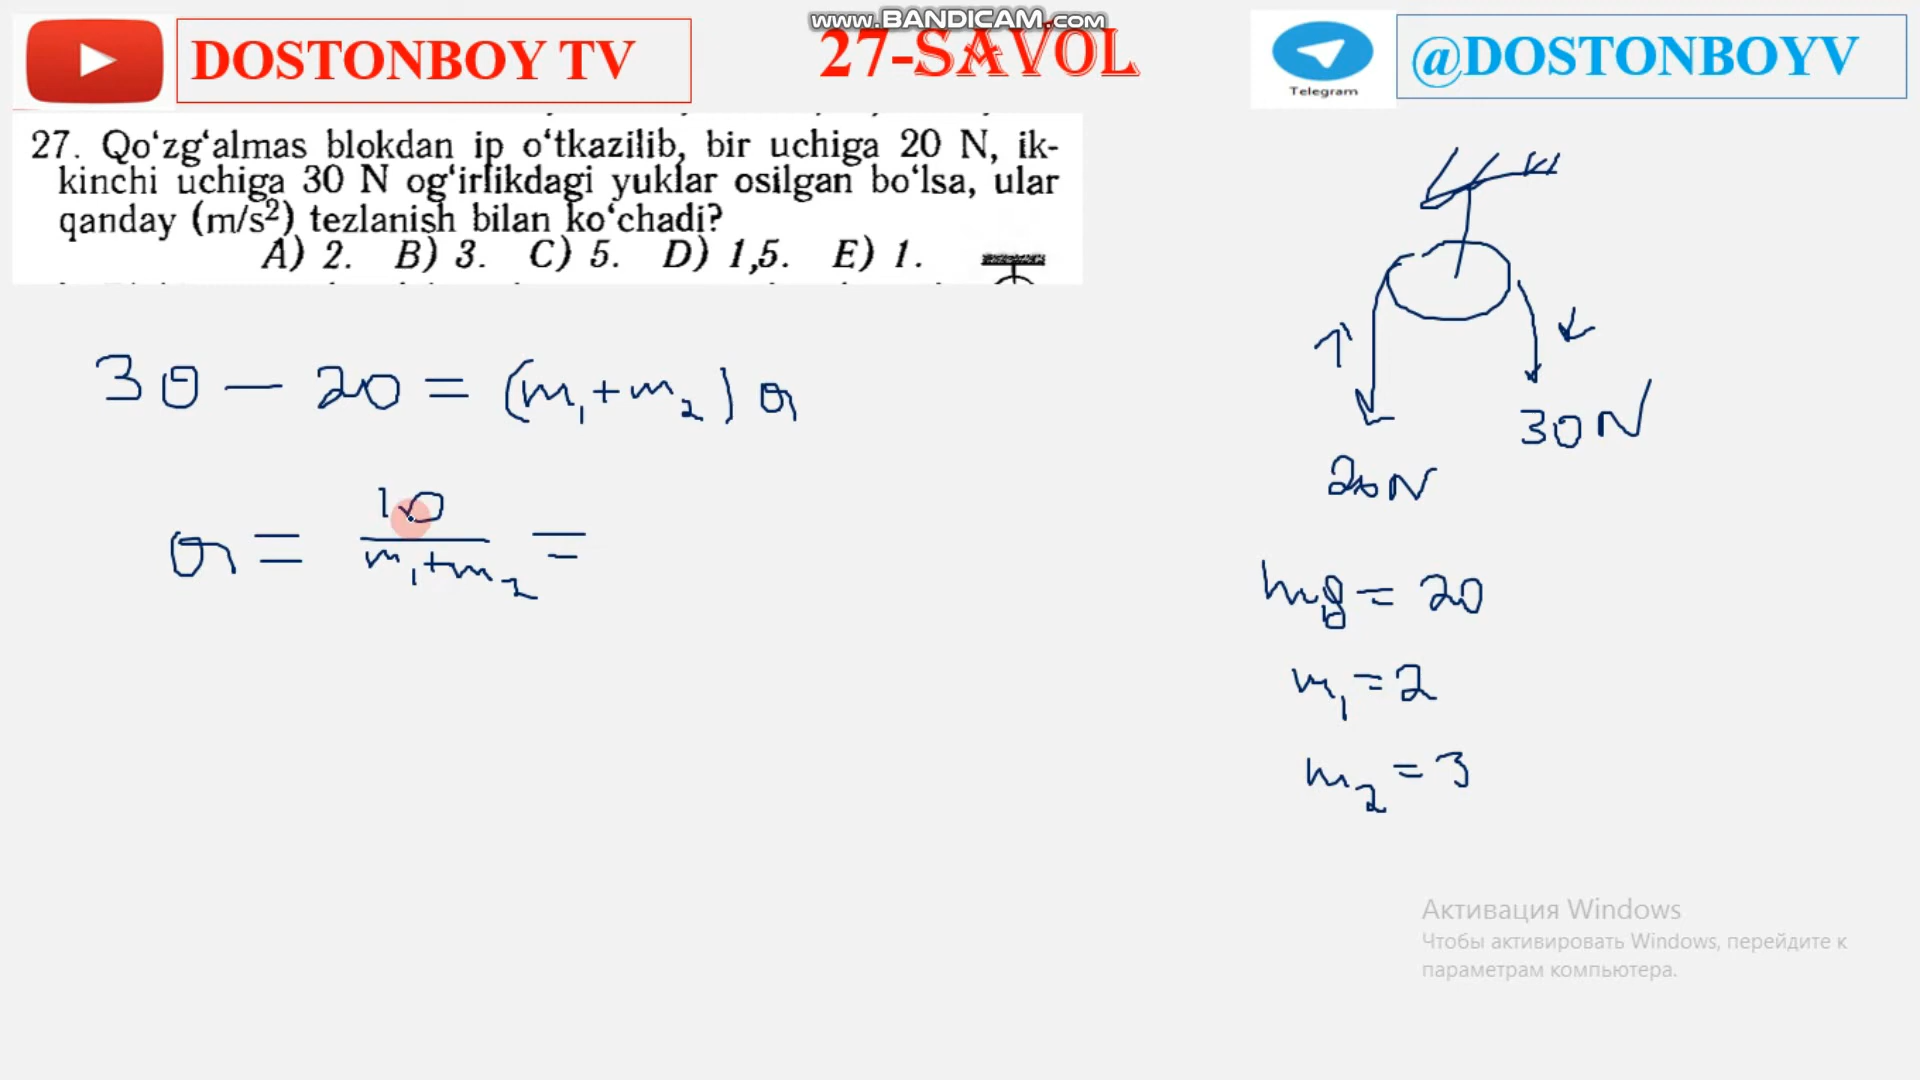 www.BANDICAM.com
DOSTONBOY TV
27-SAVOL
Telegram
@DOSTONBOYV
27. Qo‘zg‘almas blokdan ip o‘tkazilib, bir uchiga 20 N, ik-
kinchi uchiga 30 N og‘irlikdagi yuklar osilgan bo‘lsa, ular
qanday (m/s²) tezlanish bilan ko‘chadi?
A) 2. B) 3. C) 5. D) 1,5. E) 1.
30 - 20 = (m₁+m₂) a
a = 10/(m₁+m₂) =
30N
20N
m₁g = 20
m₁ = 2
m₂ = 3
Активация Windows
Чтобы активировать Windows, перейдите к
параметрам компьютера.